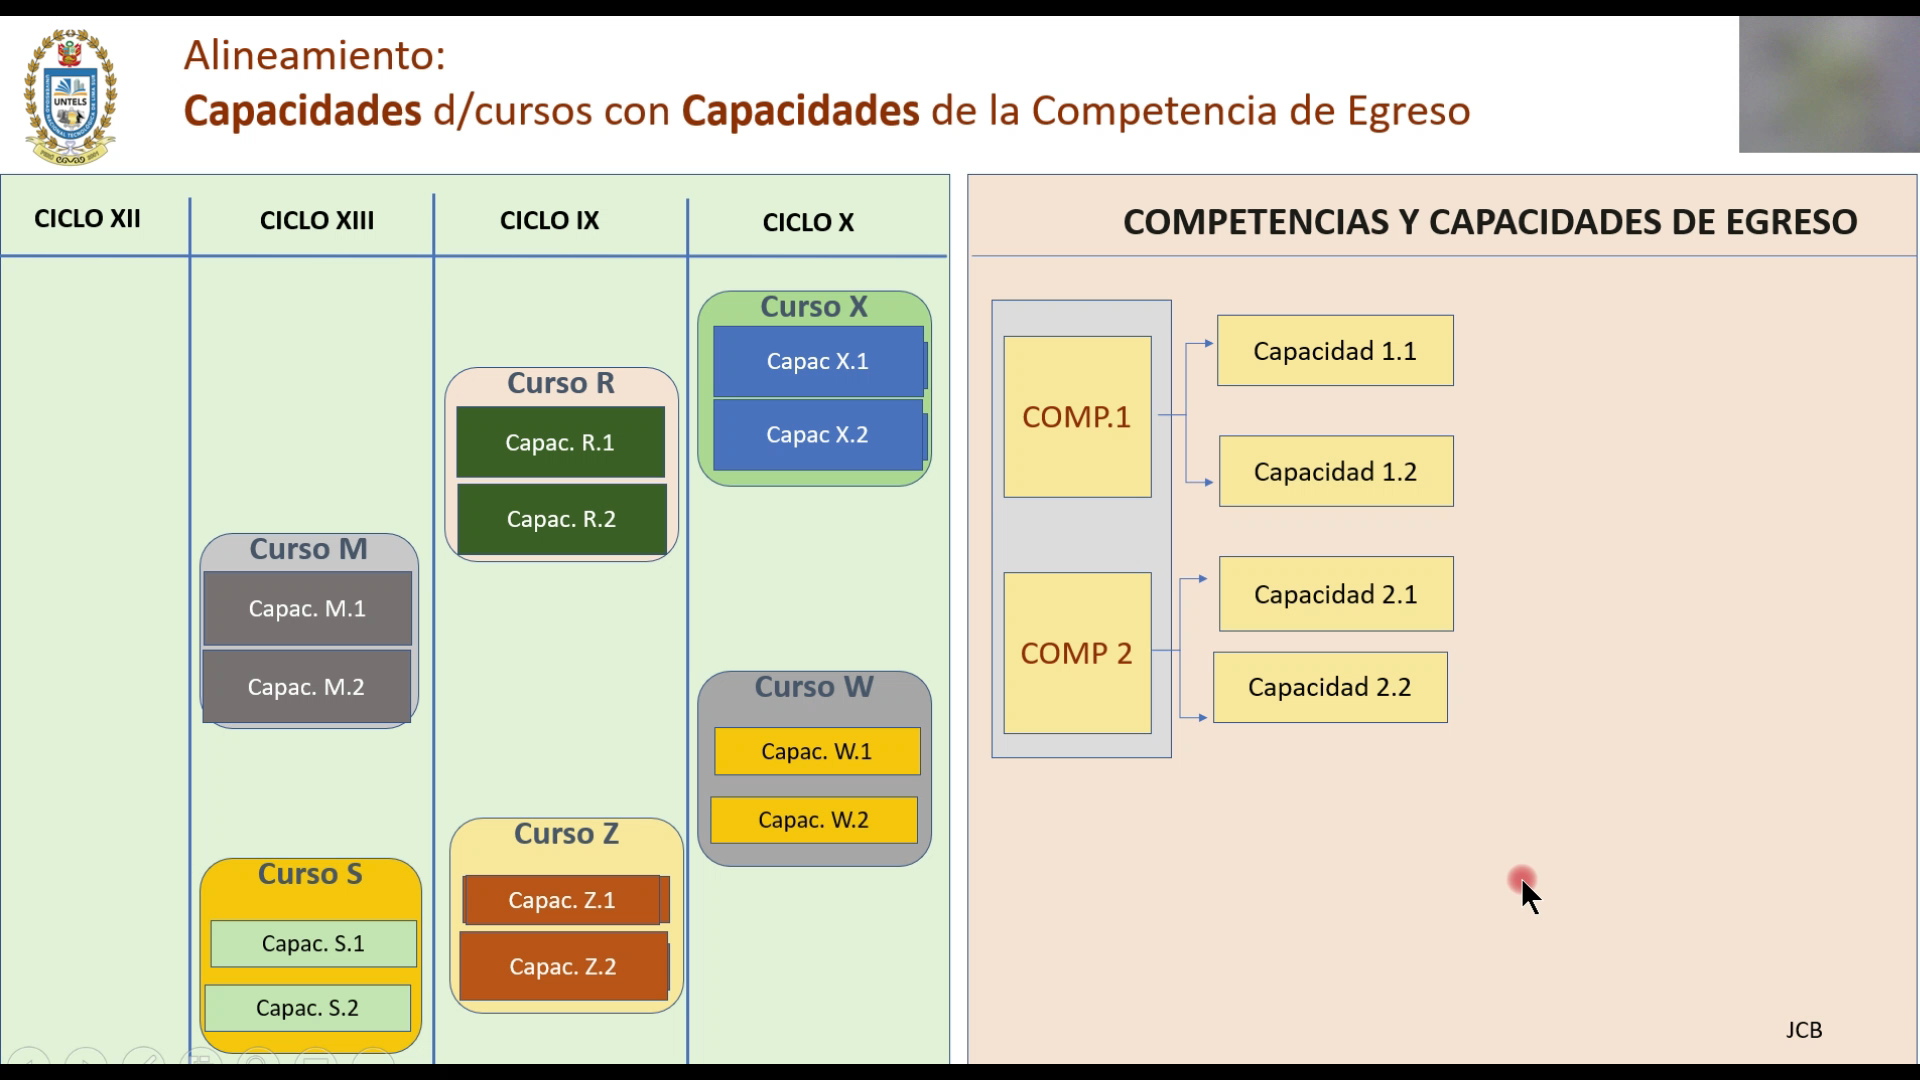 Alineamiento:
Capacidades d/cursos con Capacidades de la Competencia de Egreso
UNTELS
CICLO XII
CICLO XIII
CICLO IX
CICLO X
Curso X
Capac X.1
Capac X.2
Curso R
Capac. R.1
Capac. R.2
Curso M
Capac. M.1
Capac. M.2
Curso W
Capac. W.1
Capac. W.2
Curso Z
Capac. Z.1
Capac. Z.2
Curso S
Capac. S.1
Capac. S.2
COMPETENCIAS Y CAPACIDADES DE EGRESO
COMP.1
Capacidad 1.1
Capacidad 1.2
COMP 2
Capacidad 2.1
Capacidad 2.2
JCB